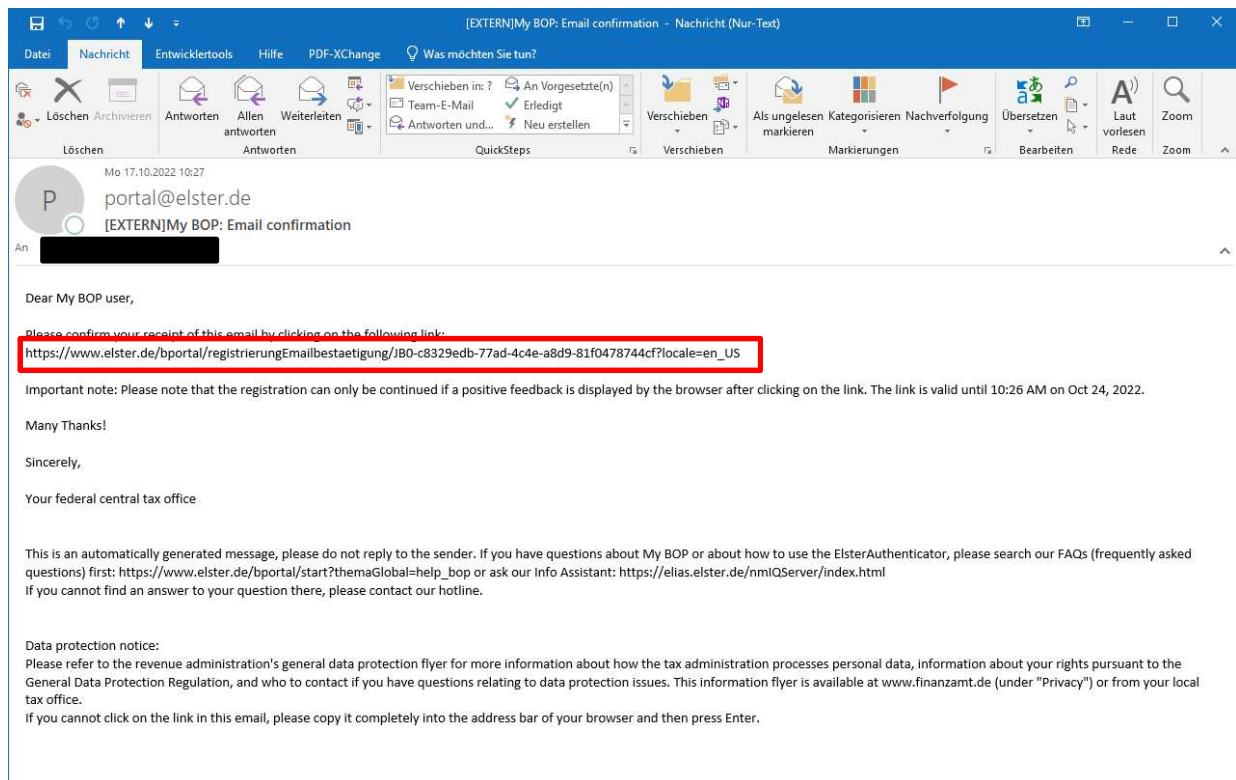 [EXTERN]My BOP: Email confirmation - Nachricht (Nur-Text)
Datei Nachricht Entwicklertools Hilfe PDF-XChange Was möchten Sie tun?
Löschen Archivieren Antworten Allen antworten Weiterleiten
Verschieben in: ? An Vorgesetzte(n)
Team-E-Mail Erledigt
Antworten und... Neu erstellen
Verschieben Als ungelesen markieren Kategorisieren Nachverfolgung Übersetzen Laut vorlesen Zoom
Löschen Antworten QuickSteps Verschieben Markierungen Bearbeiten Rede Zoom
Mo 17.10.2022 10:27
P
portal@elster.de
[EXTERN]My BOP: Email confirmation
An
Dear My BOP user,
Please confirm your receipt of this email by clicking on the following link:
https://www.elster.de/bportal/registrierungEmailbestaetigung/JB0-c8329edb-77ad-4c4e-a8d9-81f0478744cf?locale=en_US
Important note: Please note that the registration can only be continued if a positive feedback is displayed by the browser after clicking on the link. The link is valid until 10:26 AM on Oct 24, 2022.
Many Thanks!
Sincerely,
Your federal central tax office
This is an automatically generated message, please do not reply to the sender. If you have questions about My BOP or about how to use the ElsterAuthenticator, please search our FAQs (frequently asked
questions) first: https://www.elster.de/bportal/start?themaGlobal=help_bop or ask our Info Assistant: https://elias.elster.de/nmIQServer/index.html
If you cannot find an answer to your question there, please contact our hotline.
Data protection notice:
Please refer to the revenue administration's general data protection flyer for more information about how the tax administration processes personal data, information about your rights pursuant to the
General Data Protection Regulation, and who to contact if you have questions relating to data protection issues. This information flyer is available at www.finanzamt.de (under "Privacy") or from your local
tax office.
If you cannot click on the link in this email, please copy it completely into the address bar of your browser and then press Enter.